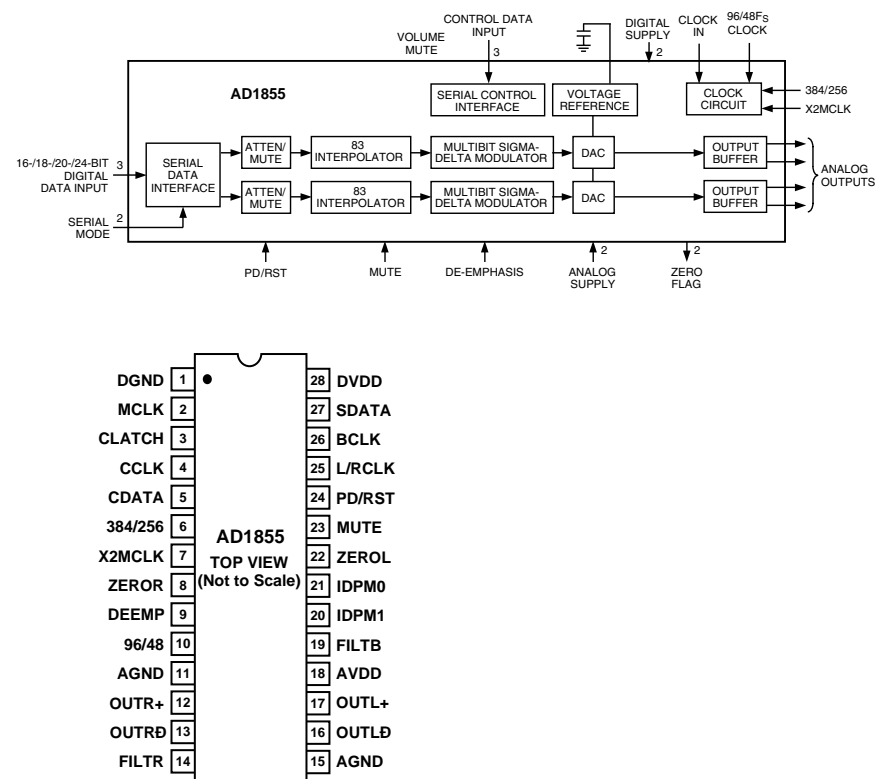 VOLUME
MUTE
CONTROL DATA
INPUT
3
DIGITAL
SUPPLY
2
CLOCK
IN
96/48FS
CLOCK
AD1855
SERIAL CONTROL
INTERFACE
VOLTAGE
REFERENCE
CLOCK
CIRCUIT
384/256
X2MCLK
16-/18-/20-/24-BIT
DIGITAL
DATA INPUT
3
SERIAL
DATA
INTERFACE
ATTEN/
MUTE
83
INTERPOLATOR
MULTIBIT SIGMA-
DELTA MODULATOR
DAC
OUTPUT
BUFFER
ANALOG
OUTPUTS
ATTEN/
MUTE
83
INTERPOLATOR
MULTIBIT SIGMA-
DELTA MODULATOR
DAC
OUTPUT
BUFFER
SERIAL
MODE
2
PD/RST
MUTE
DE-EMPHASIS
2
ANALOG
SUPPLY
2
ZERO
FLAG
DGND 1 28 DVDD
MCLK 2 27 SDATA
CLATCH 3 26 BCLK
CCLK 4 25 L/RCLK
CDATA 5 24 PD/RST
384/256 6 23 MUTE
X2MCLK 7 22 ZEROL
ZEROR 8 21 IDPM0
DEEMP 9 20 IDPM1
96/48 10 19 FILTB
AGND 11 18 AVDD
OUTR+ 12 17 OUTL+
OUTRĐ 13 16 OUTLĐ
FILTR 14 15 AGND
AD1855
TOP VIEW
(Not to Scale)